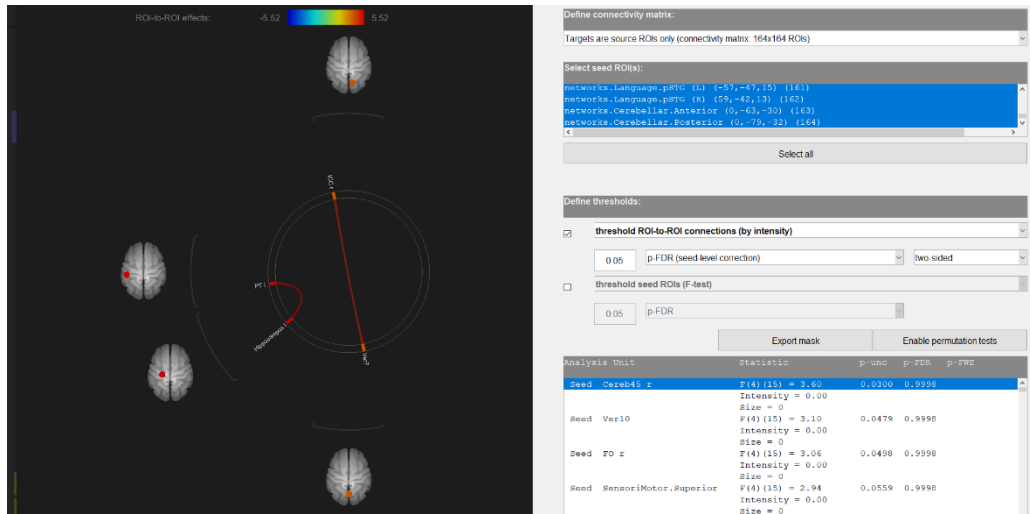 ROI-to-ROI effects: -5.52 5.52
ICC r
PT l
Hippocampus l
Ver7
Define connectivity matrix:
Targets are source ROIs only (connectivity matrix: 164x164 ROIs)
Select seed ROI(s):
networks.Language.pSTG (L) (-57,-47,15) (161)
networks.Language.pSTG (R) (59,-42,13) (162)
networks.Cerebellar.Anterior (0,-63,-30) (163)
networks.Cerebellar.Posterior (0,-79,-32) (164)
Select all
Define thresholds:
threshold ROI-to-ROI connections (by intensity)
0.05 p-FDR (seed-level correction) two-sided
threshold seed ROIs (F-test)
0.05 p-FDR
Export mask Enable permutation tests
Analysis Unit Statistic p-unc p-FDR p-FWE
Seed Cereb45 r F(4)(15) = 3.60 0.0300 0.9998
Intensity = 0.00
Size = 0
Seed Ver10 F(4)(15) = 3.10 0.0479 0.9998
Intensity = 0.00
Size = 0
Seed FO r F(4)(15) = 3.06 0.0498 0.9998
Intensity = 0.00
Size = 0
Seed SensoriMotor.Superior F(4)(15) = 2.94 0.0559 0.9998
Intensity = 0.00
Size = 0